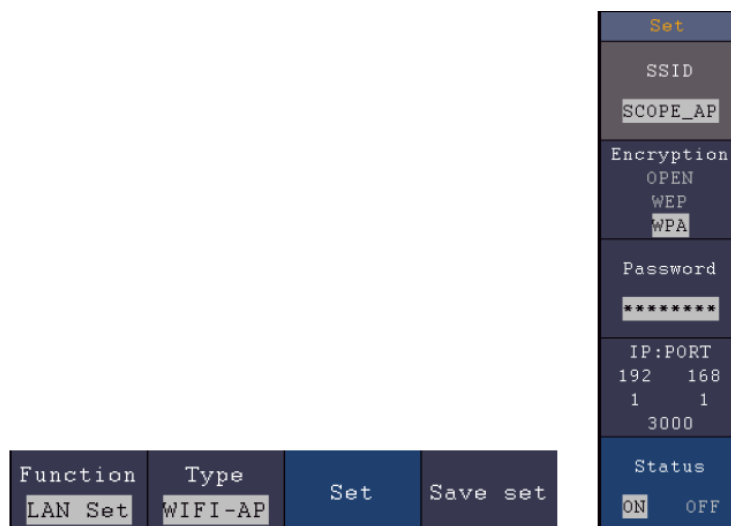 Set
SSID
SCOPE_AP
Encryption
OPEN
WEP
WPA
Password
********
IP:PORT
192 168
1 1
3000
Status
ON OFF
Function Type Set Save set
LAN Set WIFI-AP